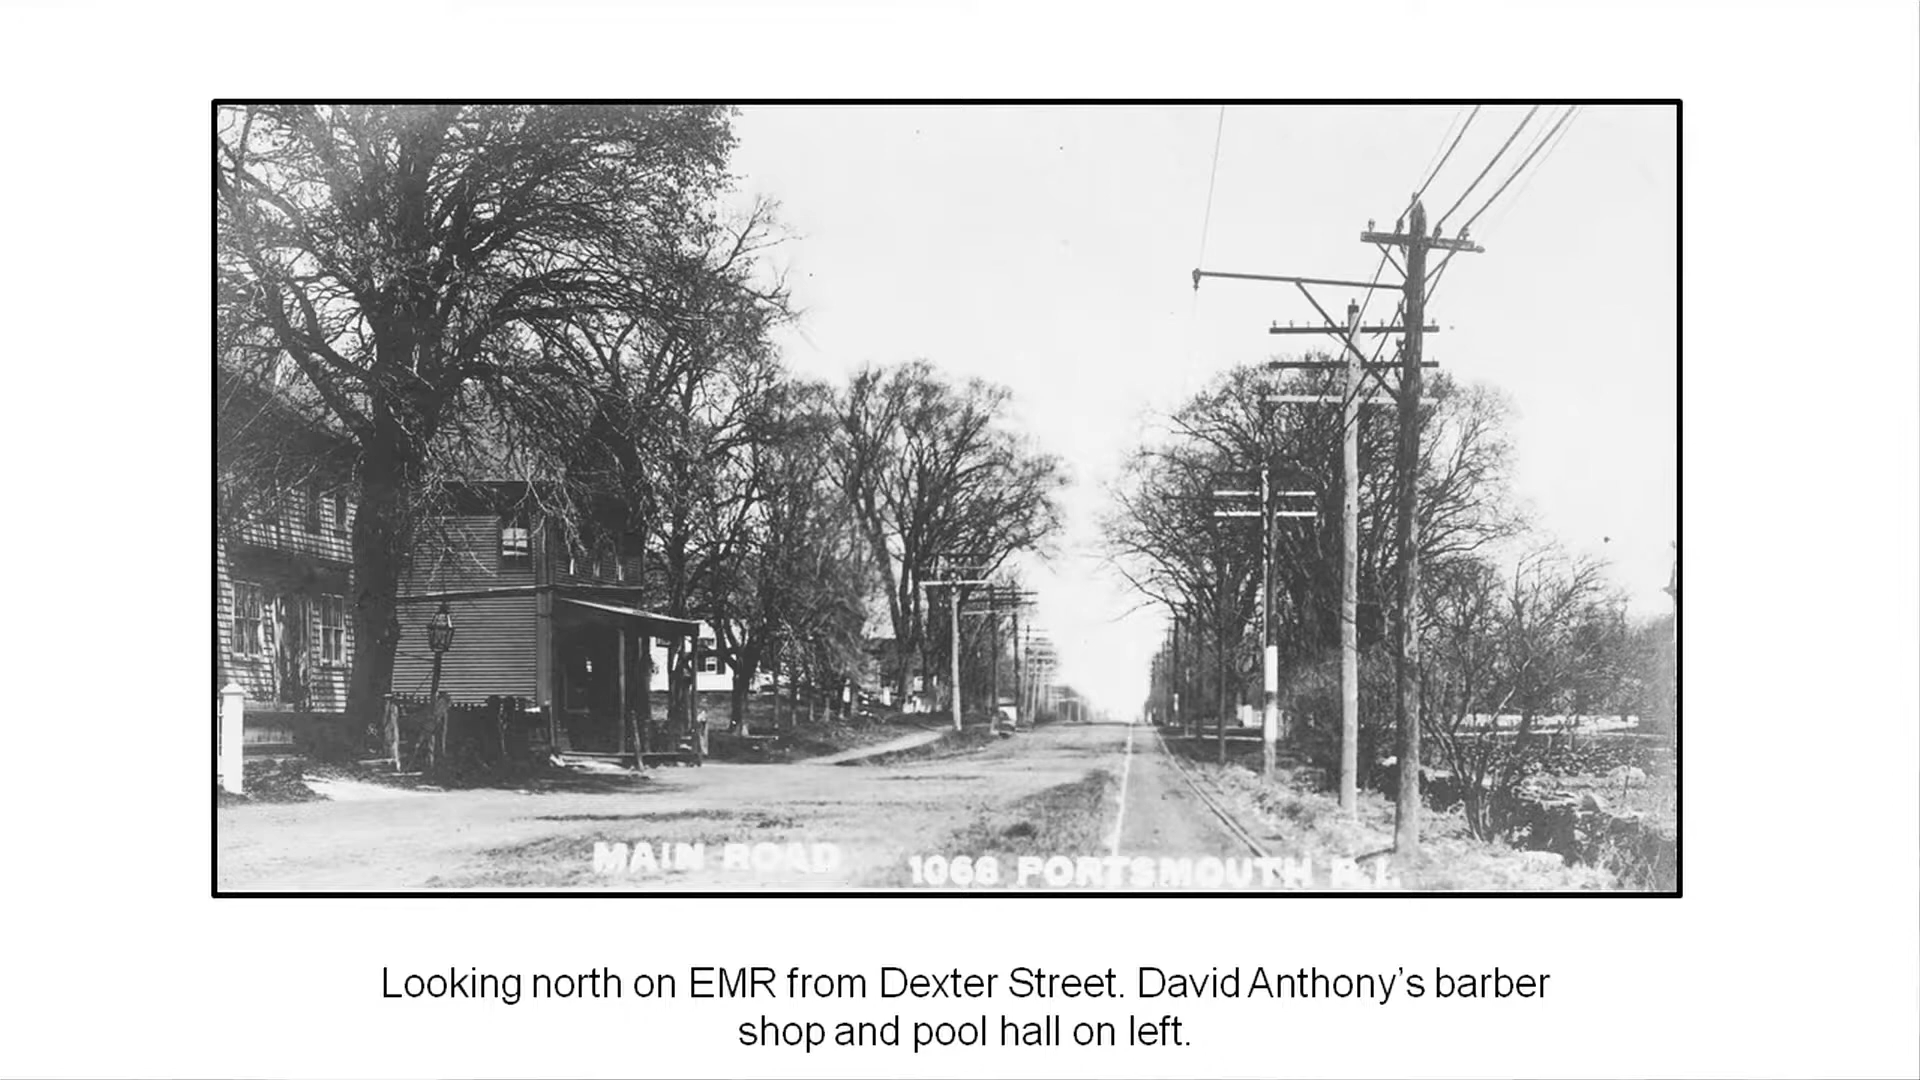 MAIN ROAD 1068 PORTSMOUTH R.I.
Looking north on EMR from Dexter Street. David Anthony's barber
shop and pool hall on left.